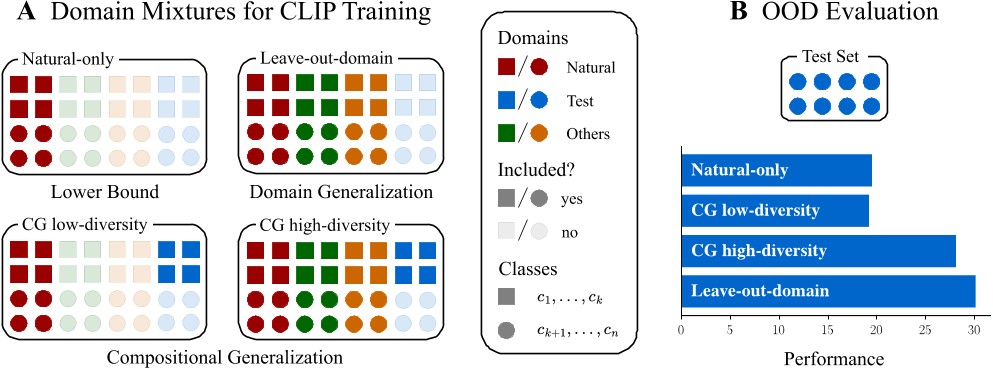 A Domain Mixtures for CLIP Training
Natural-only
Lower Bound
Leave-out-domain
Domain Generalization
CG low-diversity
CG high-diversity
Compositional Generalization
Domains
/ Natural
/ Test
/ Others
Included?
/ yes
/ no
Classes
c₁, . . . , cₖ
cₖ₊₁, . . . , cₙ
B OOD Evaluation
Test Set
Natural-only
CG low-diversity
CG high-diversity
Leave-out-domain
0 5 10 15 20 25 30
Performance